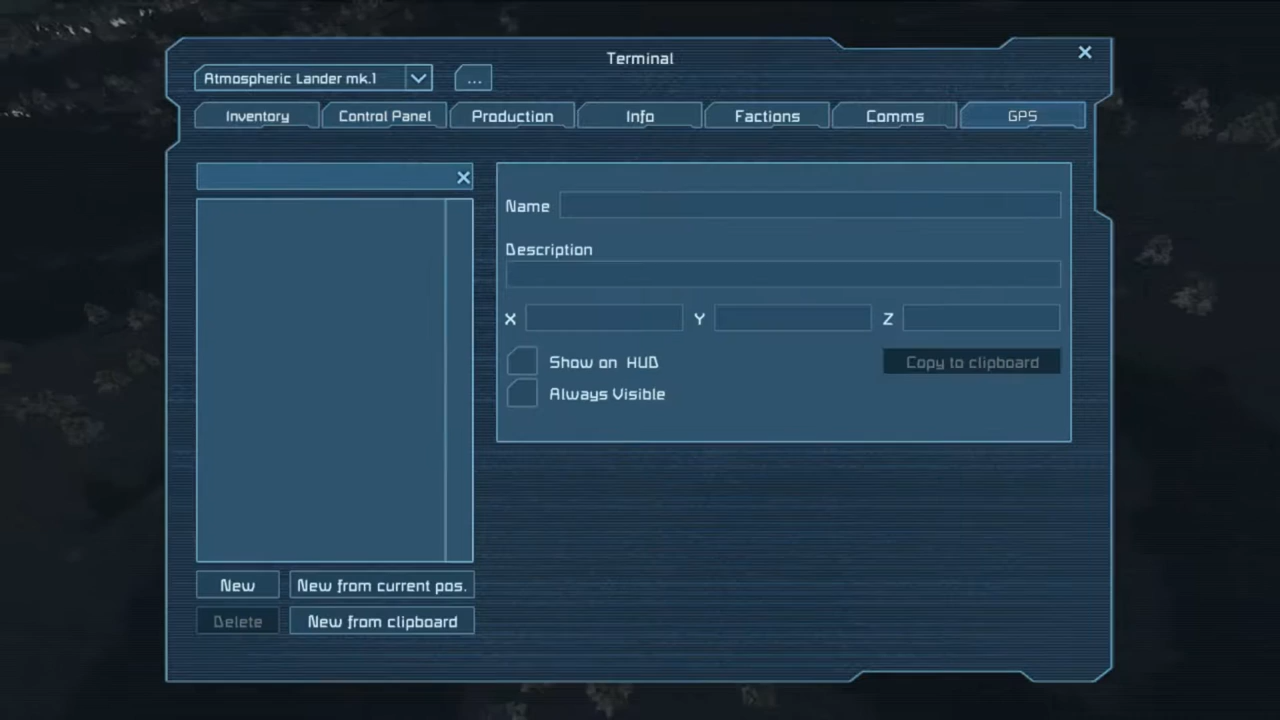 Terminal
Atmospheric Lander mk.1
...
Inventory
Control Panel
Production
Info
Factions
Comms
GPS
Name
Description
X
Y
Z
Show on HUD
Copy to clipboard
Always Visible
New
New from current pos.
Delete
New from clipboard